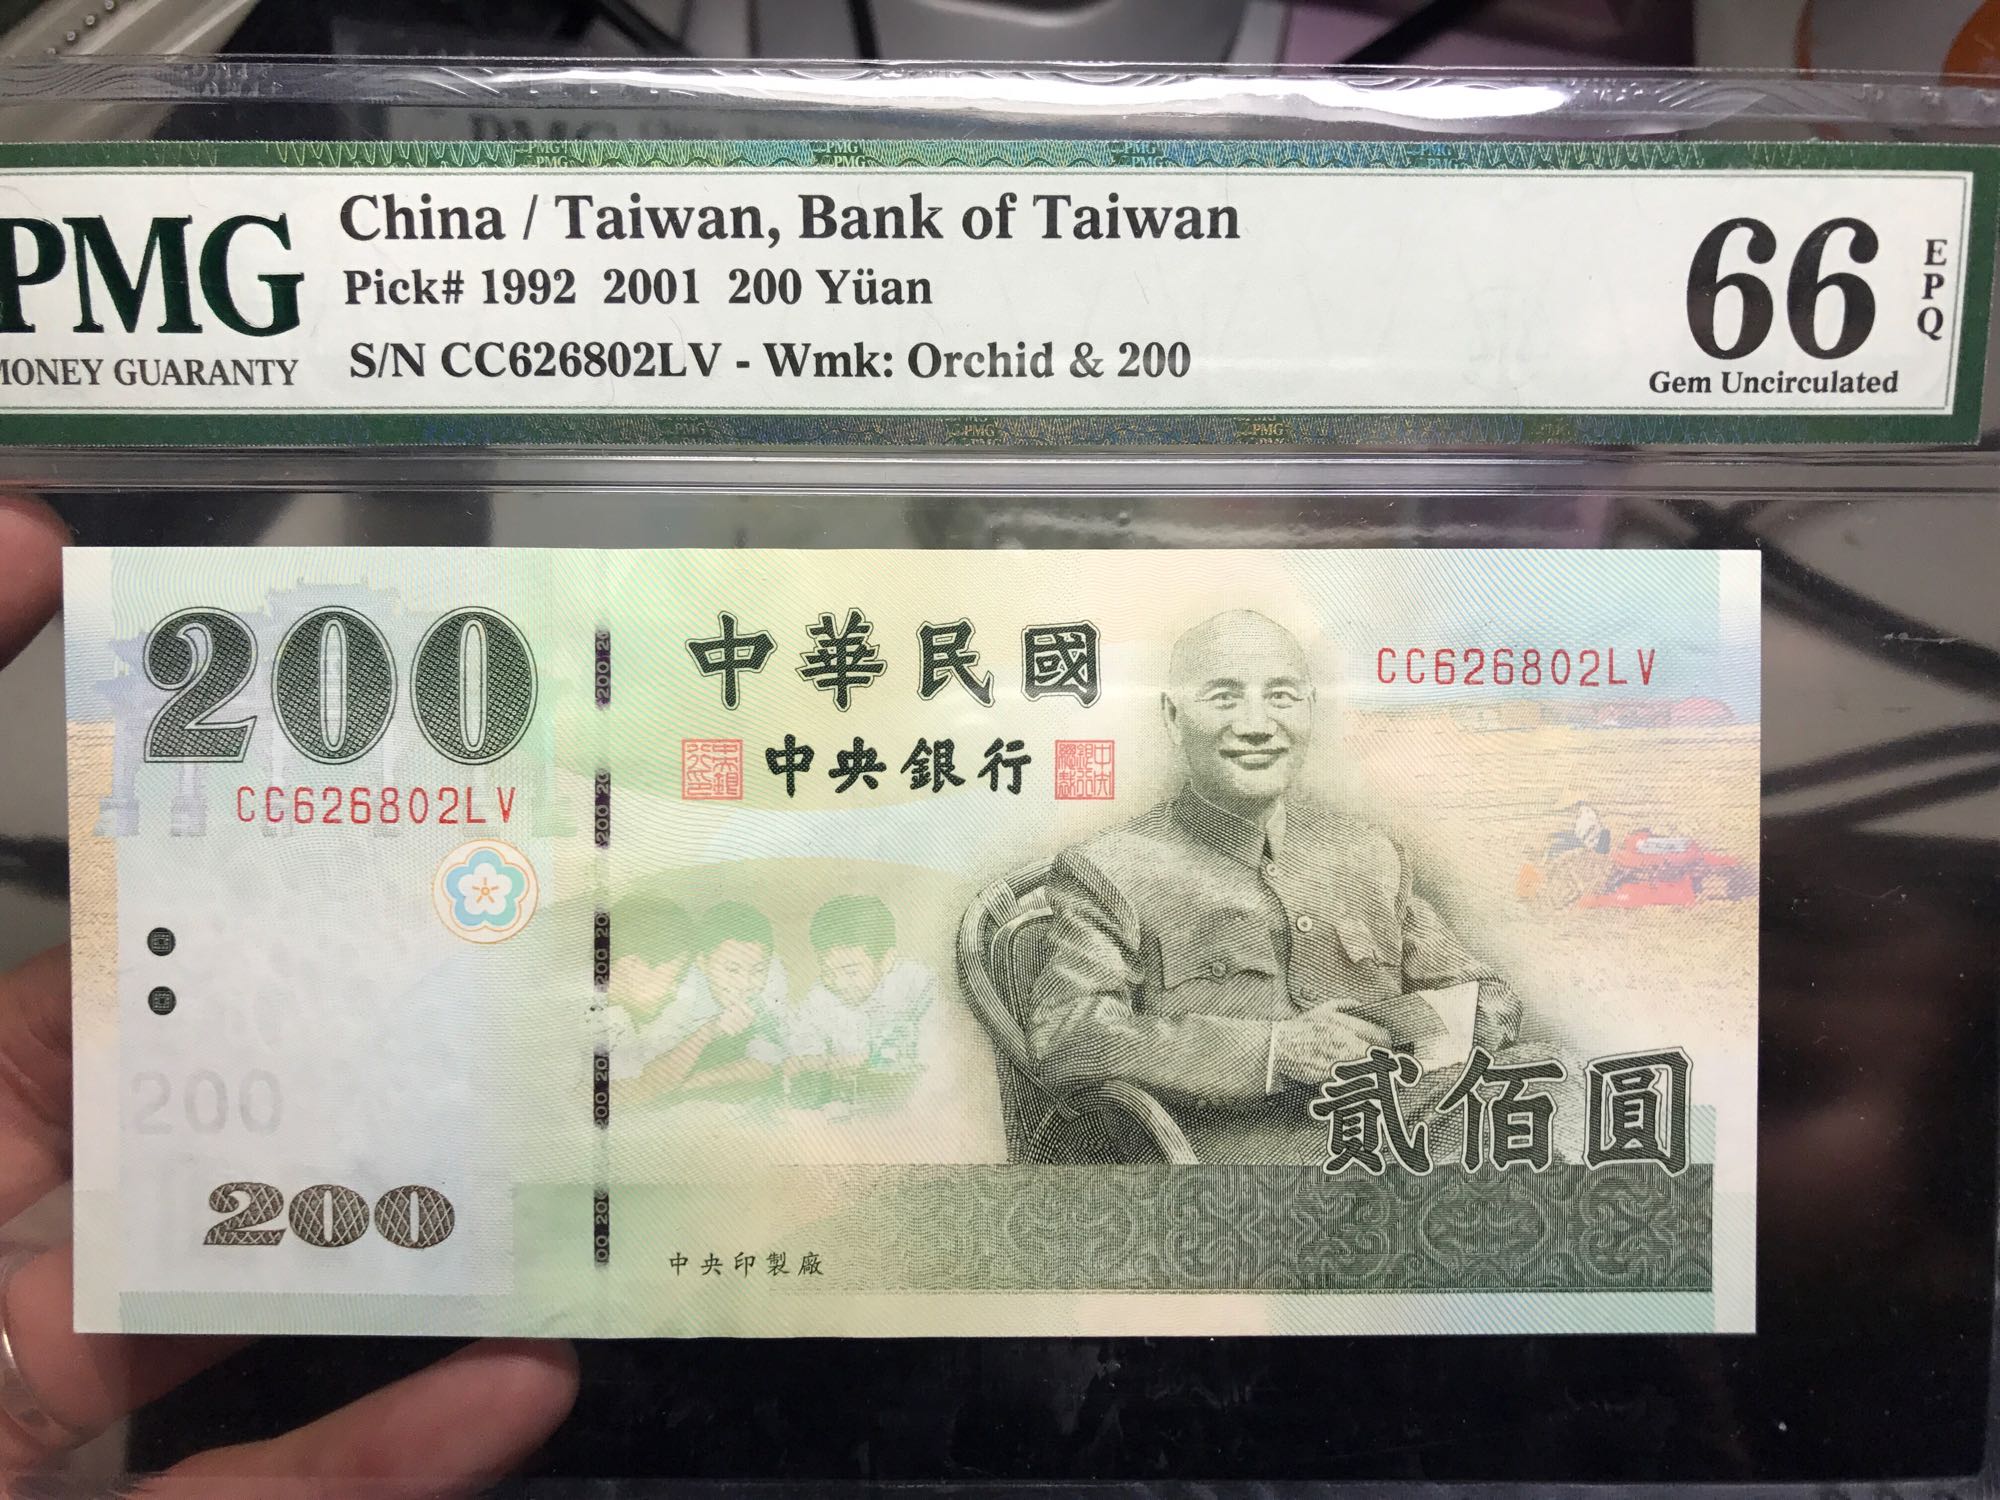 PMG
MONEY GUARANTY
China / Taiwan, Bank of Taiwan
Pick# 1992 2001 200 Yüan
S/N CC626802LV - Wmk: Orchid & 200
66
EPQ
Gem Uncirculated
200
CC626802LV
中華民國
中央銀行
CC626802LV
200
200
貳佰圓
中央印製廠